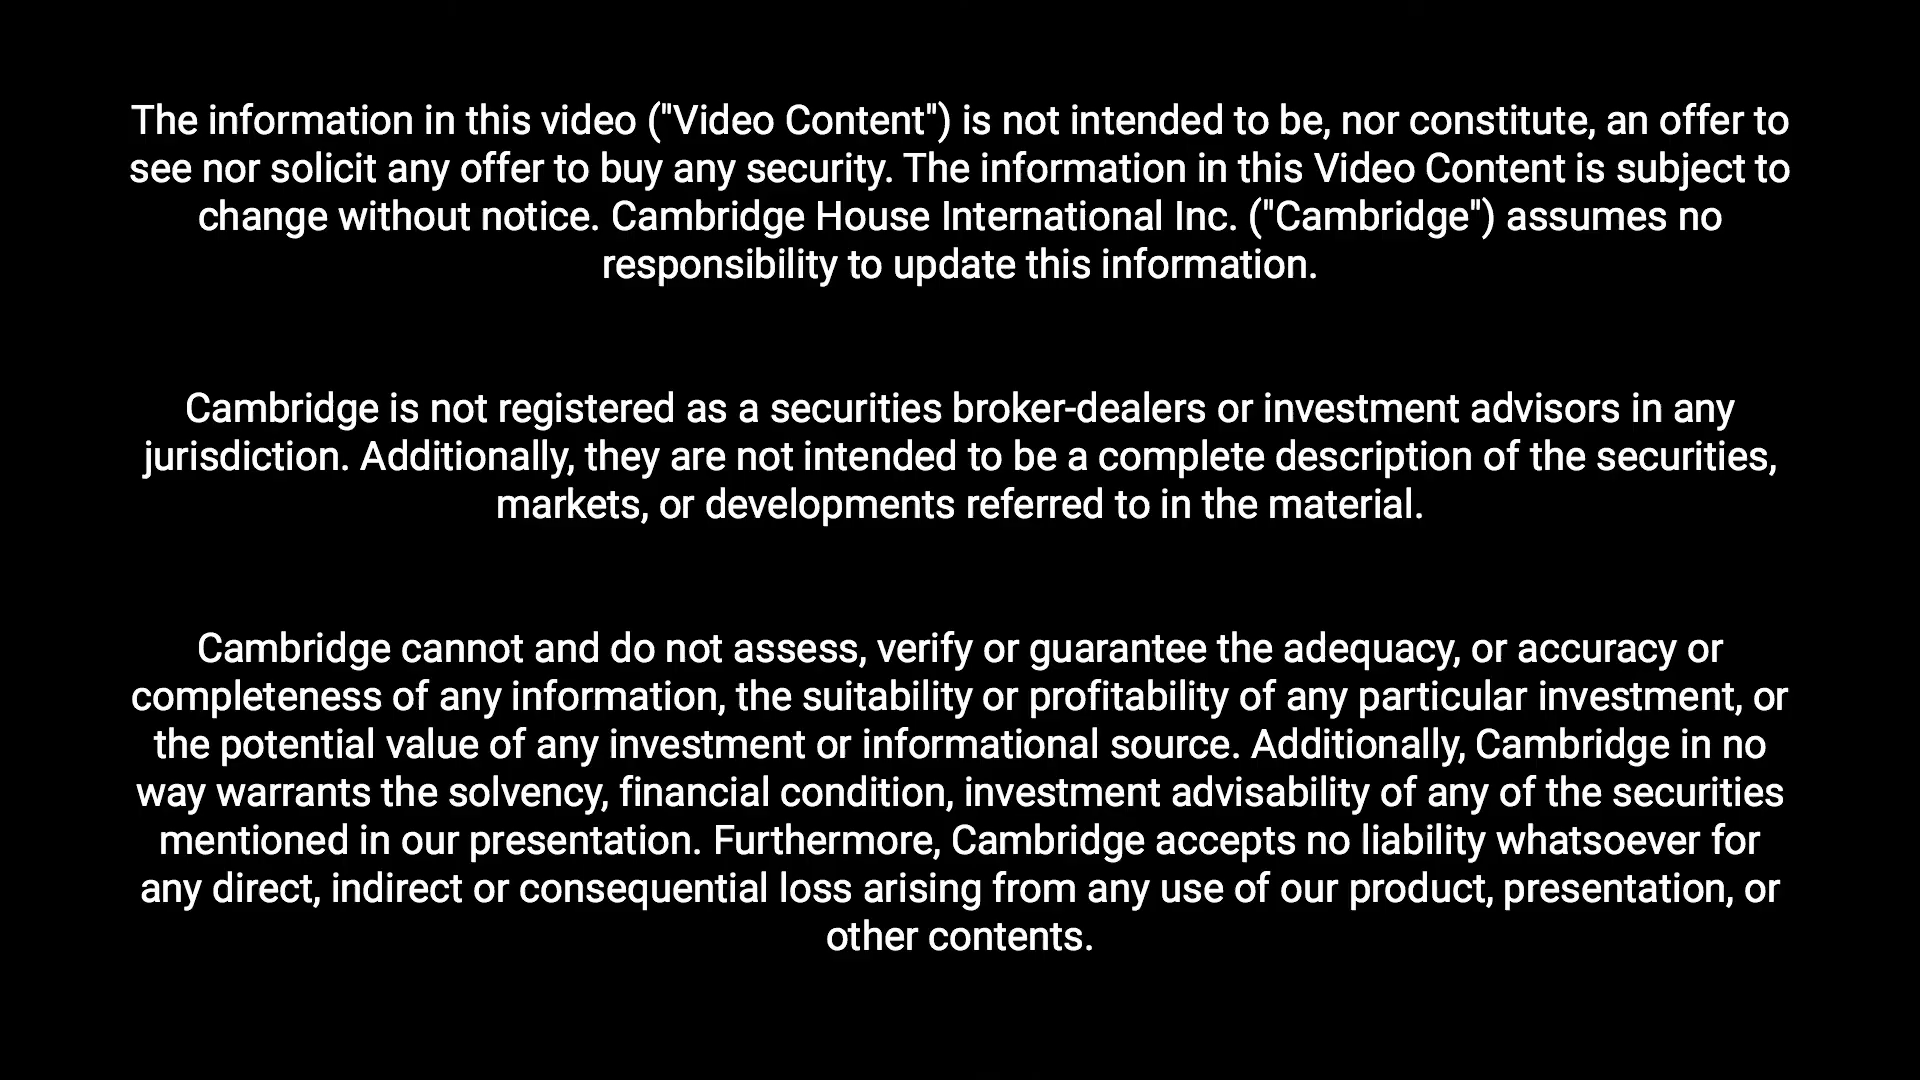 The information in this video ("Video Content") is not intended to be, nor constitute, an offer to
see nor solicit any offer to buy any security. The information in this Video Content is subject to
change without notice. Cambridge House International Inc. ("Cambridge") assumes no
responsibility to update this information.
Cambridge is not registered as a securities broker-dealers or investment advisors in any
jurisdiction. Additionally, they are not intended to be a complete description of the securities,
markets, or developments referred to in the material.
Cambridge cannot and do not assess, verify or guarantee the adequacy, or accuracy or
completeness of any information, the suitability or profitability of any particular investment, or
the potential value of any investment or informational source. Additionally, Cambridge in no
way warrants the solvency, financial condition, investment advisability of any of the securities
mentioned in our presentation. Furthermore, Cambridge accepts no liability whatsoever for
any direct, indirect or consequential loss arising from any use of our product, presentation, or
other contents.